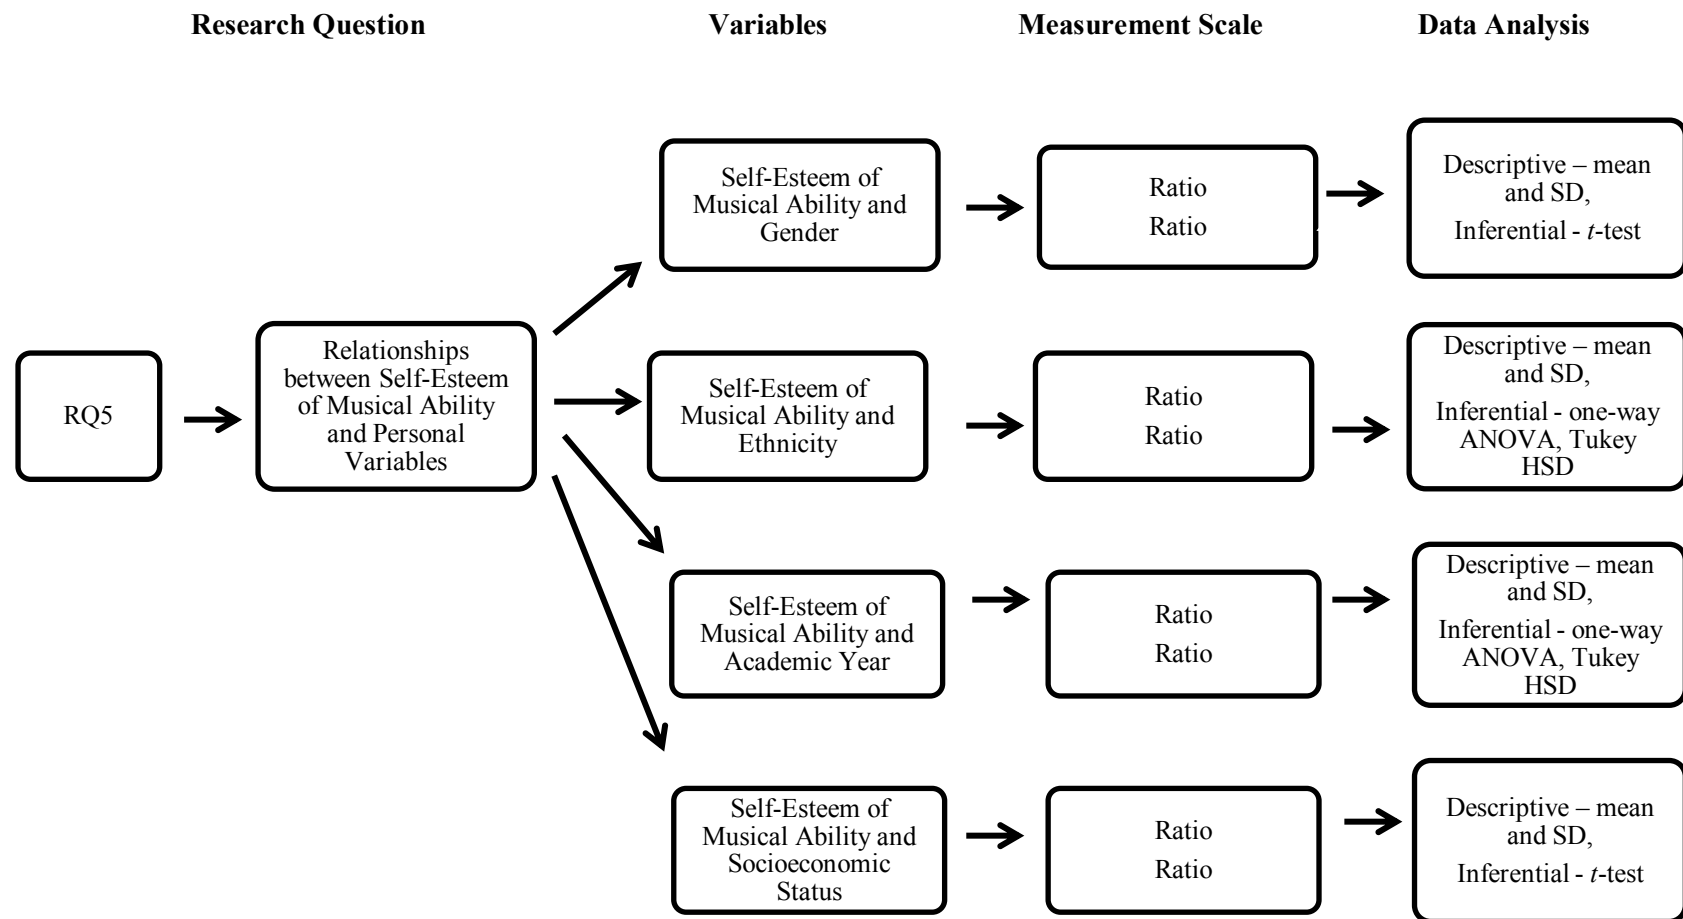 Research Question
Variables
Measurement Scale
Data Analysis
RQ5
Relationships
between Self-Esteem
of Musical Ability
and Personal
Variables
Self-Esteem of
Musical Ability and
Gender
Ratio
Ratio
Descriptive – mean
and SD,
Inferential - t-test
Self-Esteem of
Musical Ability and
Ethnicity
Ratio
Ratio
Descriptive – mean
and SD,
Inferential - one-way
ANOVA, Tukey
HSD
Self-Esteem of
Musical Ability and
Academic Year
Ratio
Ratio
Descriptive – mean
and SD,
Inferential - one-way
ANOVA, Tukey
HSD
Self-Esteem of
Musical Ability and
Socioeconomic
Status
Ratio
Ratio
Descriptive – mean
and SD,
Inferential - t-test